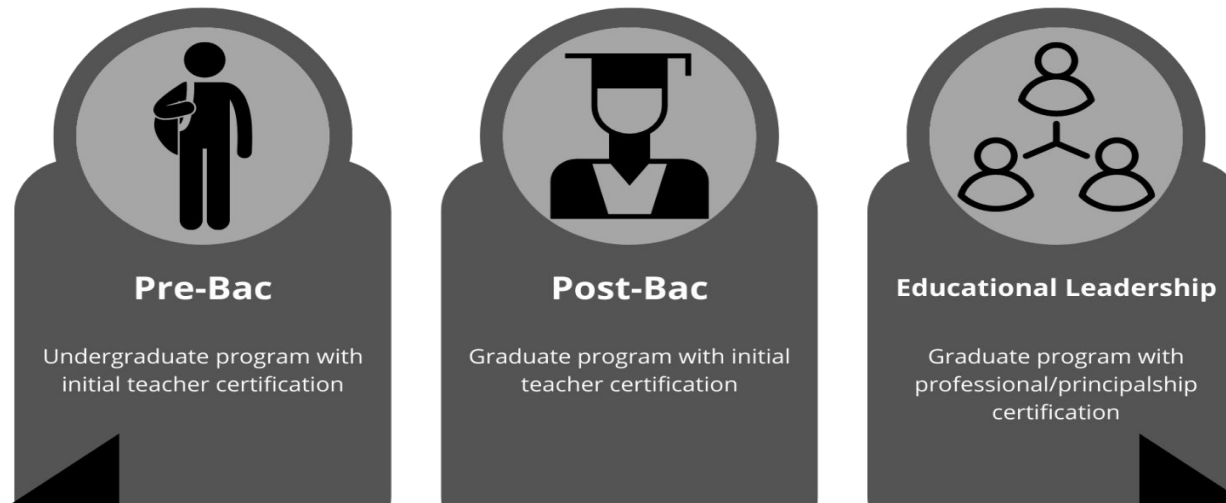 Pre-Bac
Undergraduate program with
initial teacher certification
Post-Bac
Graduate program with initial
teacher certification
Educational Leadership
Graduate program with
professional/principalship
certification